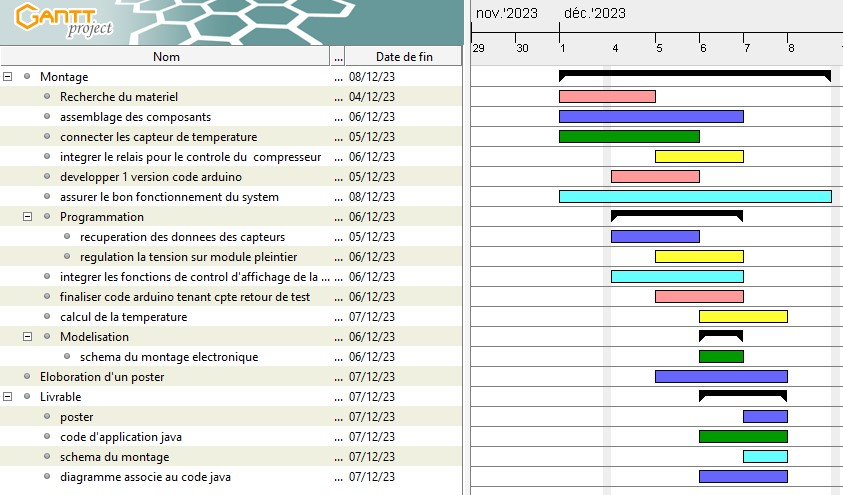 GANTT project
nov.'2023 déc.'2023
Nom ... Date de fin 29 30 1 4 5 6 7 8
Montage ... 08/12/23
Recherche du materiel ... 04/12/23
assemblage des composants ... 06/12/23
connecter les capteur de temperature ... 05/12/23
integrer le relais pour le controle du compresseur ... 06/12/23
developper 1 version code arduino ... 05/12/23
assurer le bon fonctionnement du system ... 08/12/23
Programmation ... 06/12/23
recuperation des donnees des capteurs ... 05/12/23
regulation la tension sur module pleintier ... 06/12/23
integrer les fonctions de control d'affichage de la ... ... 06/12/23
finaliser code arduino tenant cpte retour de test ... 06/12/23
calcul de la temperature ... 07/12/23
Modelisation ... 06/12/23
schema du montage electronique ... 06/12/23
Eloboration d'un poster ... 07/12/23
Livrable ... 07/12/23
poster ... 07/12/23
code d'application java ... 07/12/23
schema du montage ... 07/12/23
diagramme associe au code java ... 07/12/23